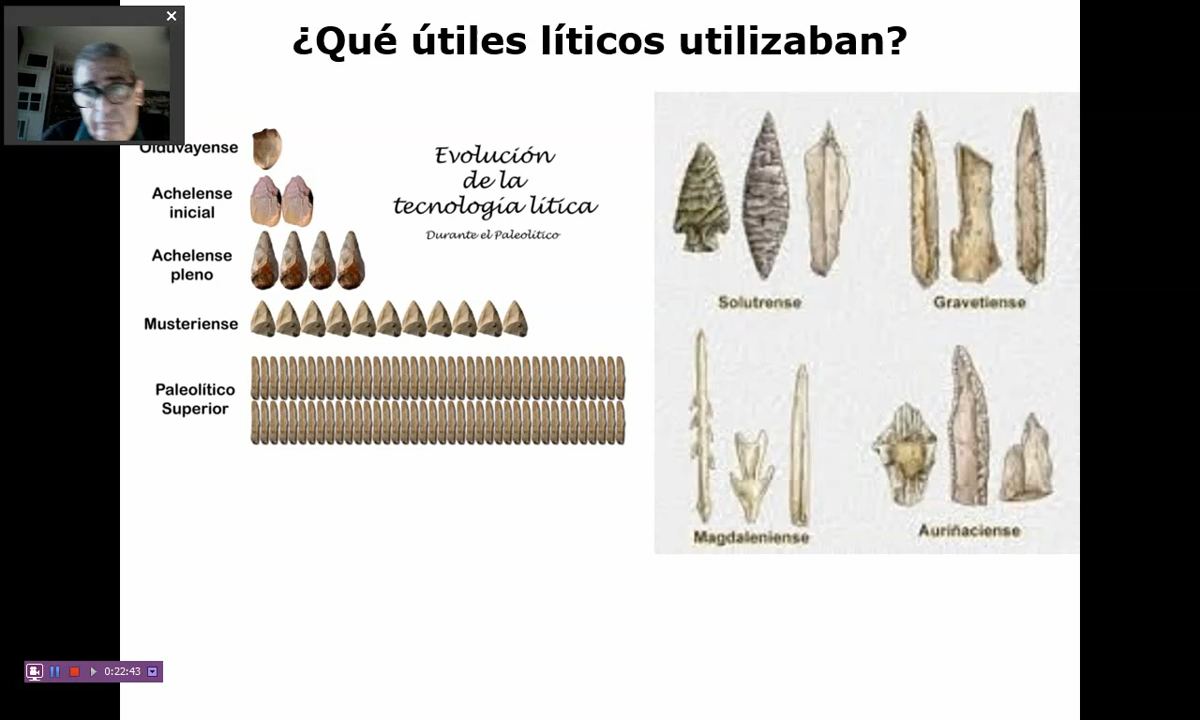 ¿Qué útiles líticos utilizaban?
Olduvayense
Achelense
inicial
Achelense
pleno
Musteriense
Paleolítico
Superior
Evolución
de la
tecnología lítica
Durante el Paleolítico
Solutrense
Gravetiense
Magdaleniense
Auriñaciense
0:22:43